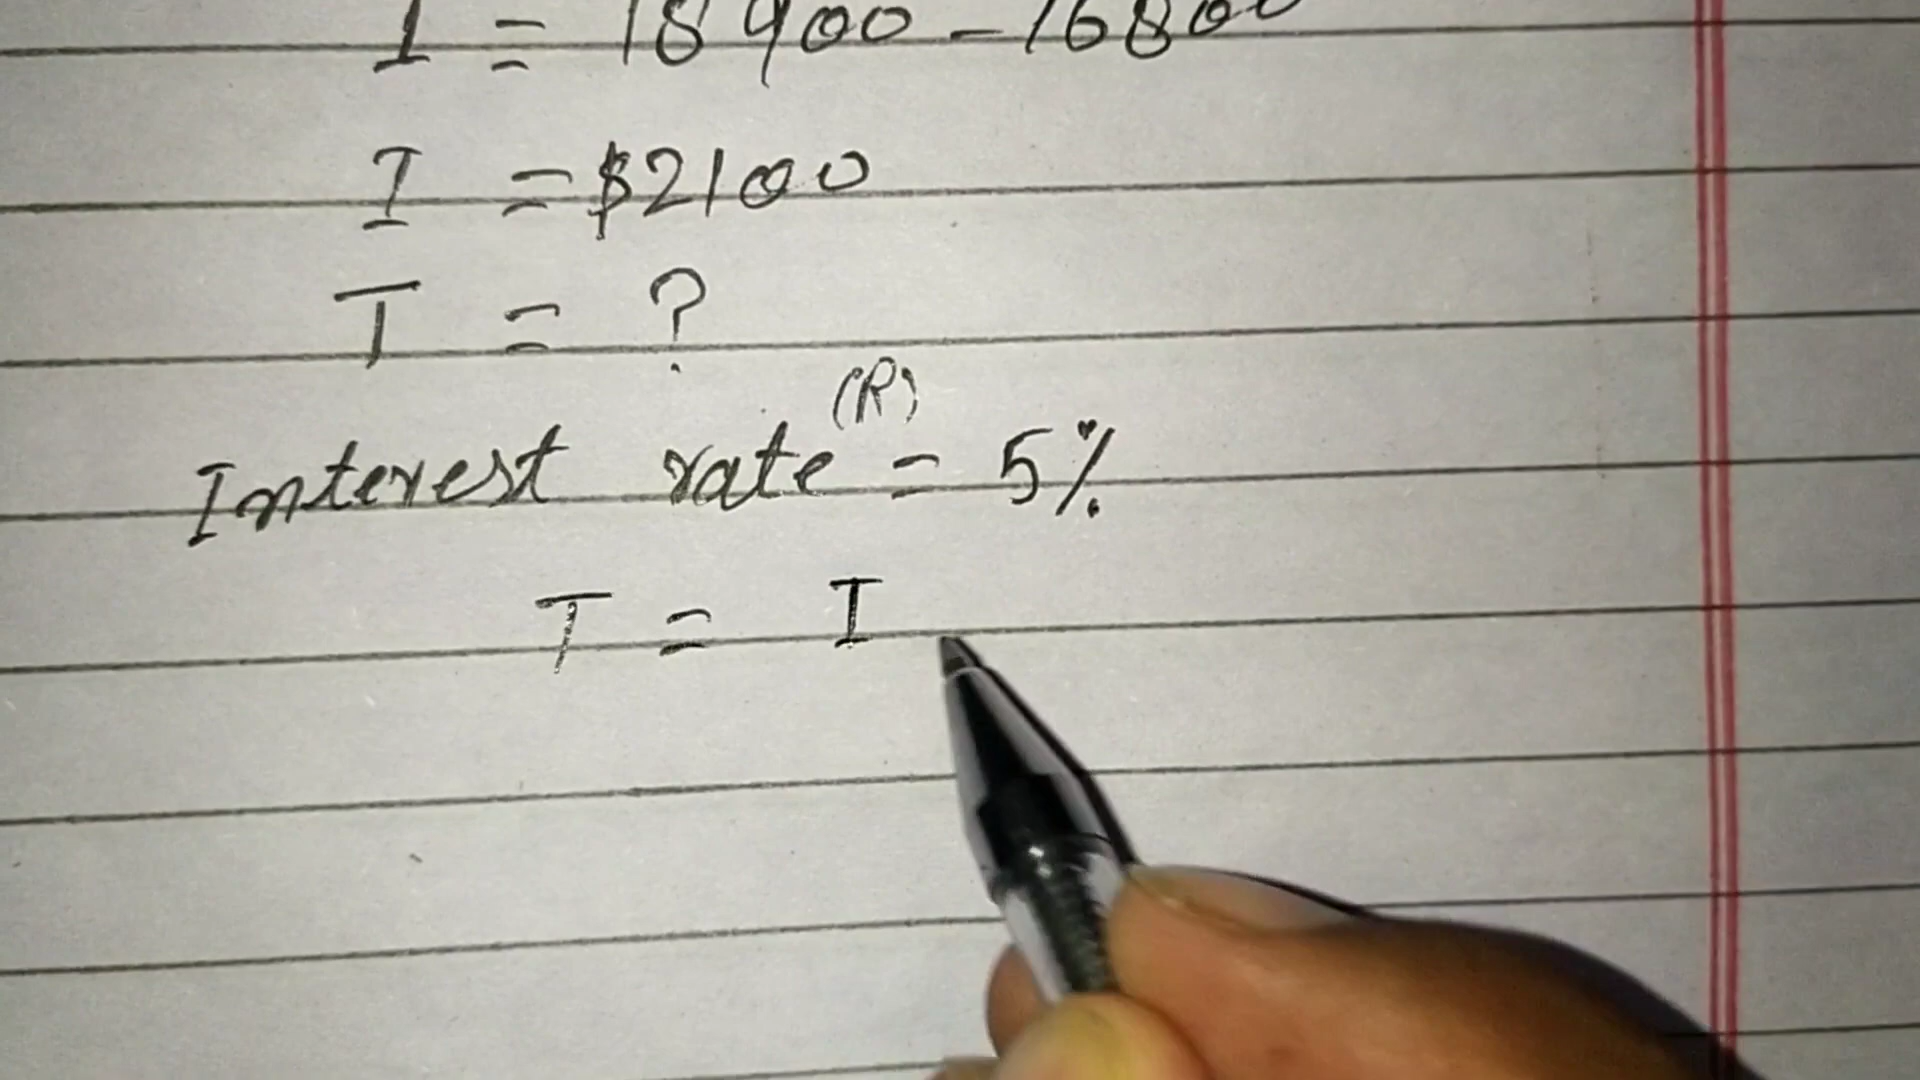 I = 18900 - 16800
I = $2100
T = ?
(R)
Interest rate = 5%
T = I